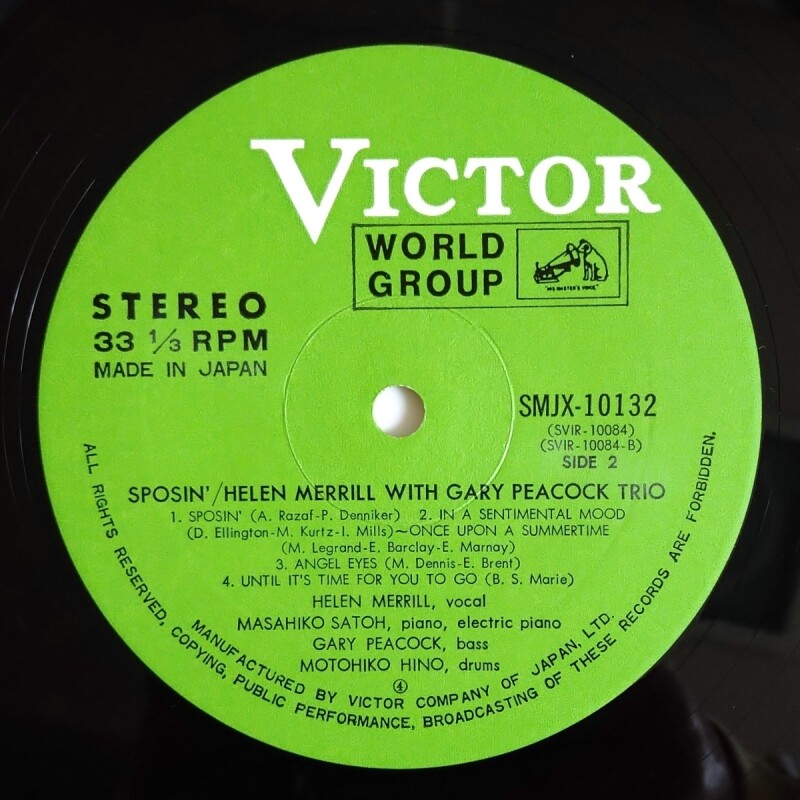 VICTOR
WORLD
GROUP
"HIS MASTER'S VOICE"
STEREO
33 1/3 RPM
MADE IN JAPAN
SMJX-10132
(SVIR-10084)
(SVIR-10084-B)
SIDE 2
SPOSIN'/HELEN MERRILL WITH GARY PEACOCK TRIO
1. SPOSIN' (A. Razaf-P. Denniker) 2. IN A SENTIMENTAL MOOD
(D. Ellington-M. Kurtz-I. Mills)~ONCE UPON A SUMMERTIME
(M. Legrand-E. Barclay-E. Marnay)
3. ANGEL EYES (M. Dennis-E. Brent)
4. UNTIL IT'S TIME FOR YOU TO GO (B. S. Marie)
HELEN MERRILL, vocal
MASAHIKO SATOH, piano, electric piano
GARY PEACOCK, bass
MOTOHIKO HINO, drums
④
MANUFACTURED BY VICTOR COMPANY OF JAPAN, LTD.
ALL RIGHTS RESERVED, COPYING, PUBLIC PERFORMANCE, BROADCASTING OF THESE RECORDS ARE FORBIDDEN.